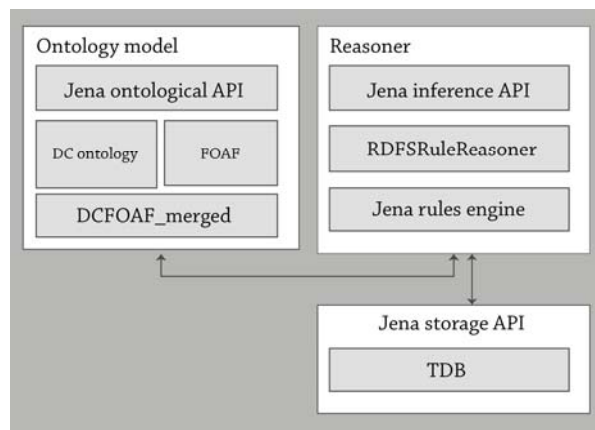 Ontology model
Jena ontological API
DC ontology
FOAF
DCFOAF_merged
Reasoner
Jena inference API
RDFSRuleReasoner
Jena rules engine
Jena storage API
TDB